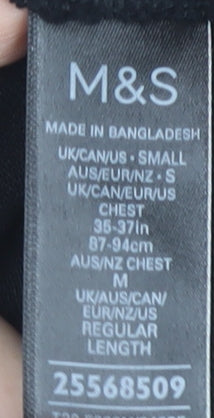 M&S
MADE IN BANGLADESH
UK/CAN/US • SMALL
AUS/EUR/NZ • S
UK/CAN/EUR/US
CHEST
35-37in
87-94cm
AUS/NZ CHEST
M
UK/AUS/CAN/
EUR/NZ/US
REGULAR
LENGTH
25568509